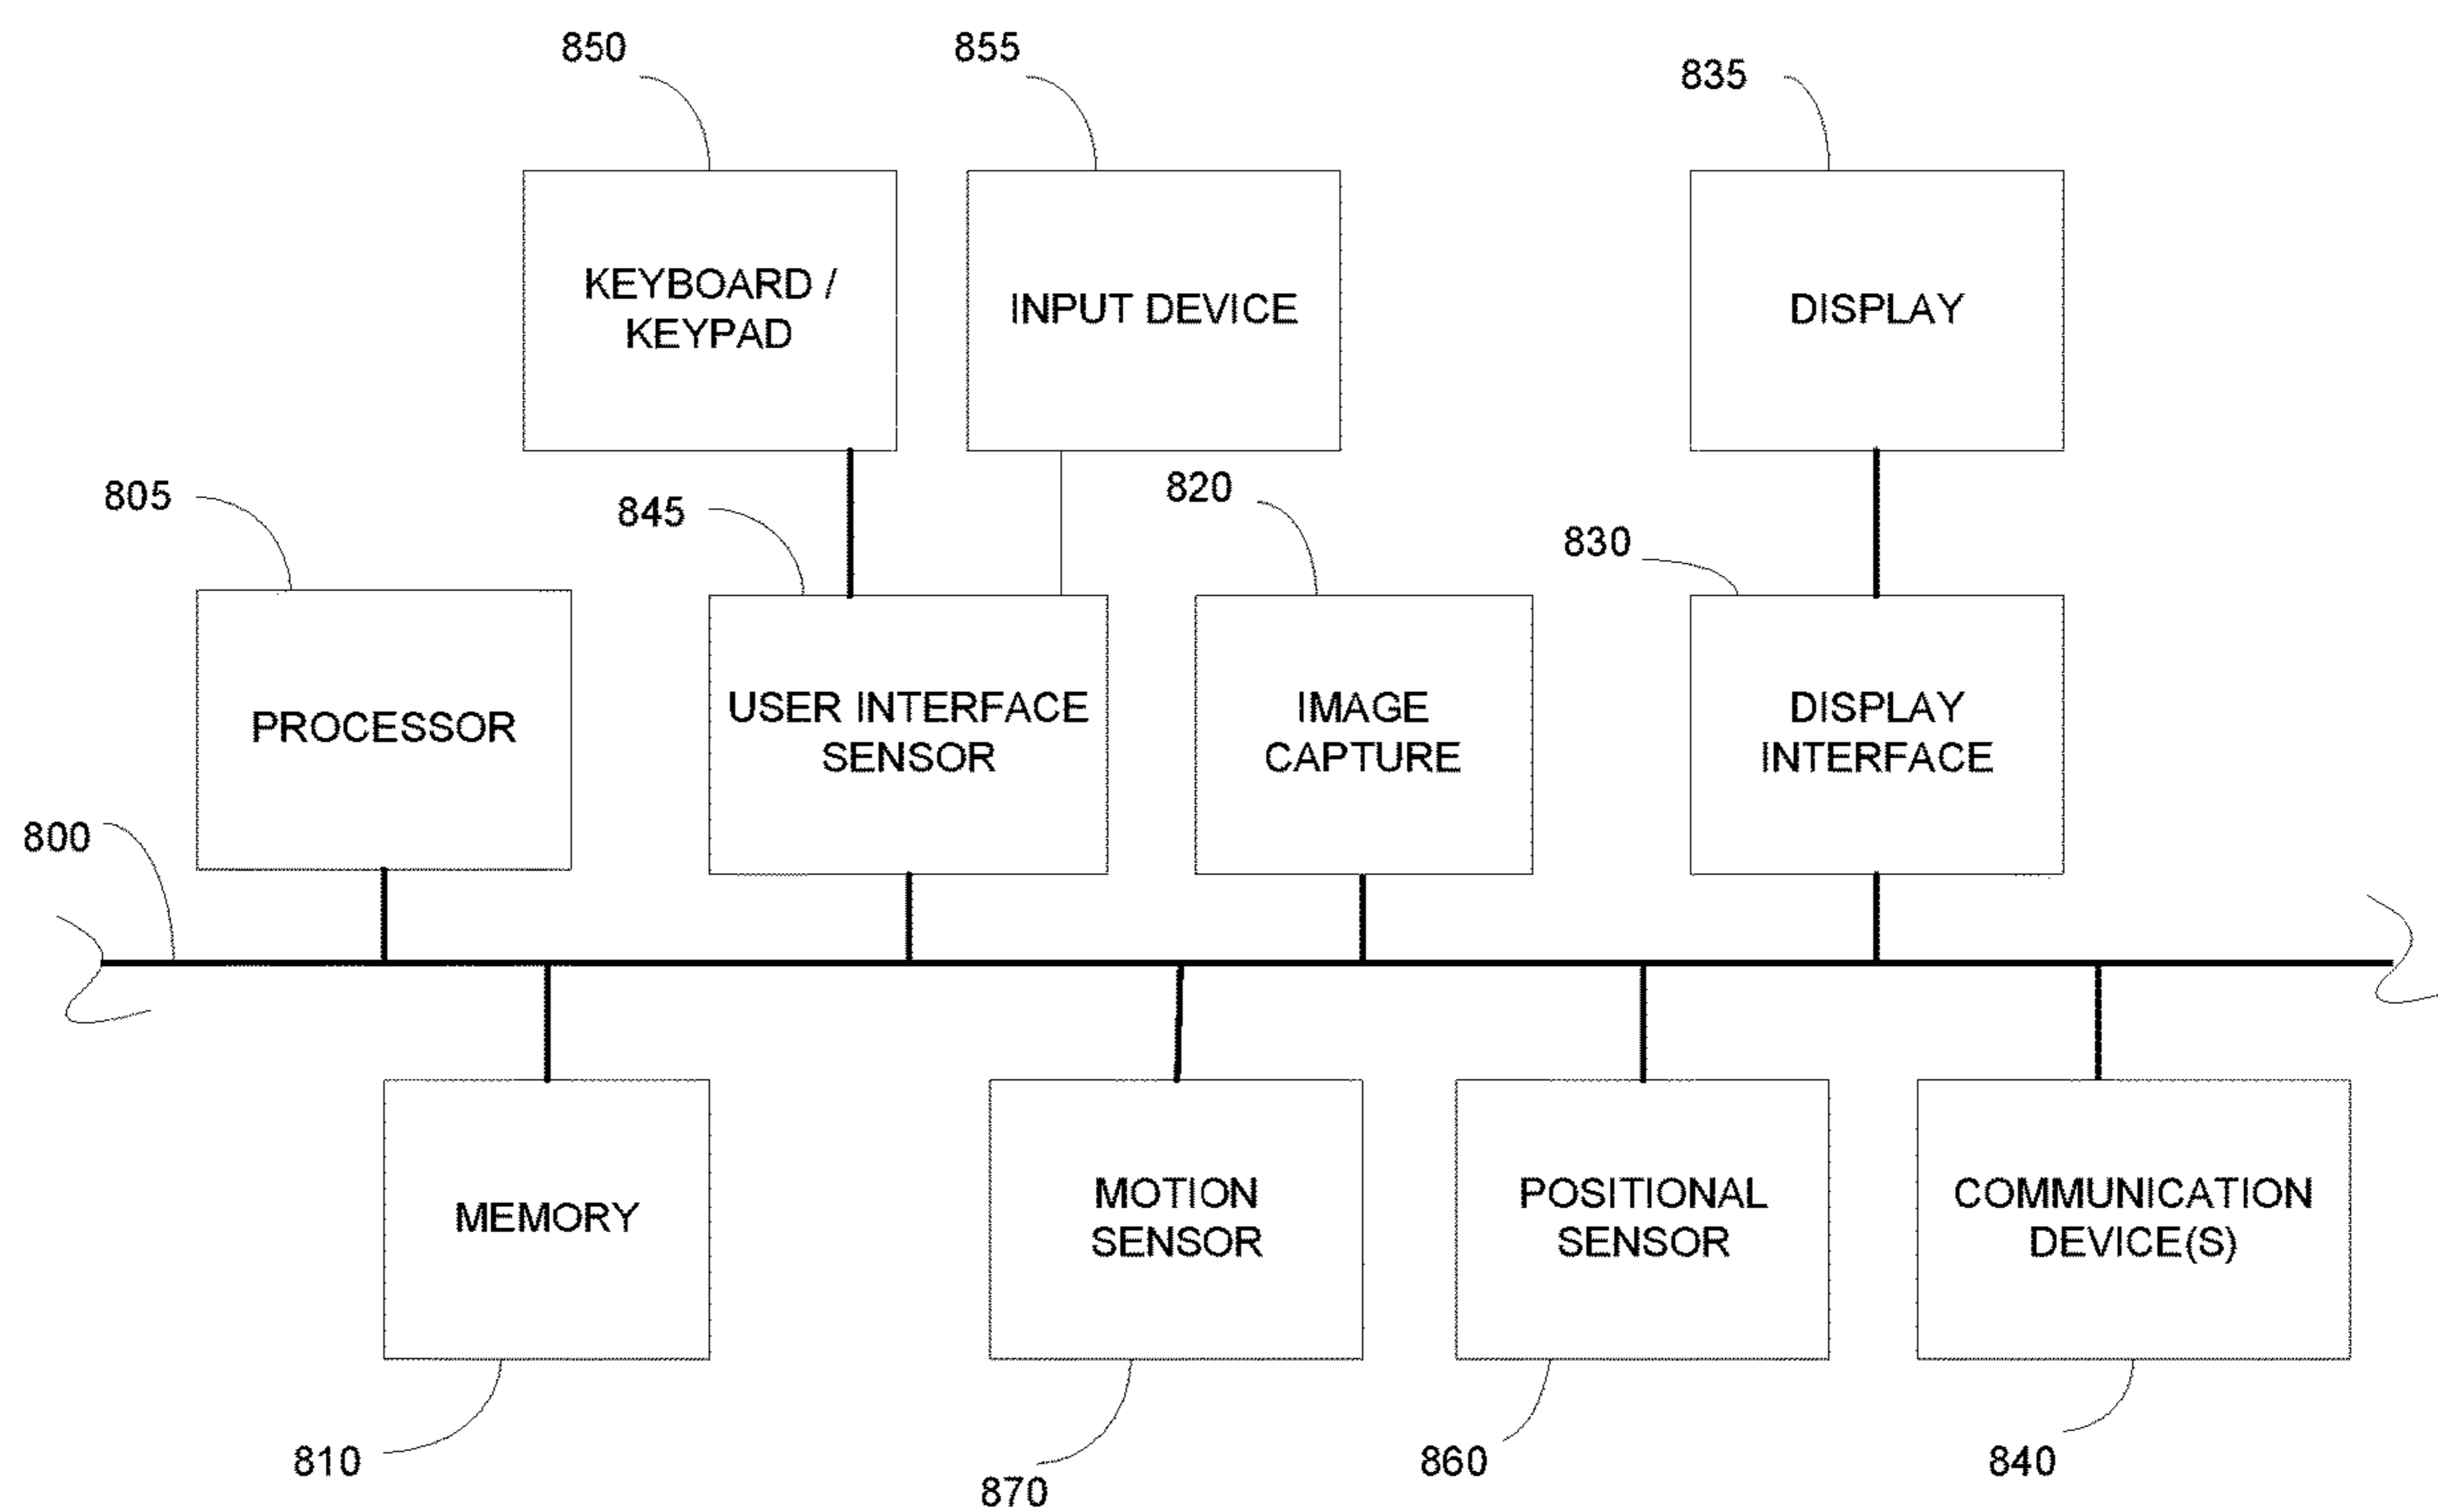 850
855
835
KEYBOARD /
KEYPAD
INPUT DEVICE
DISPLAY
805
845
820
830
PROCESSOR
USER INTERFACE
SENSOR
IMAGE
CAPTURE
DISPLAY
INTERFACE
800
MEMORY
MOTION
SENSOR
POSITIONAL
SENSOR
COMMUNICATION
DEVICE(S)
810
870
860
840